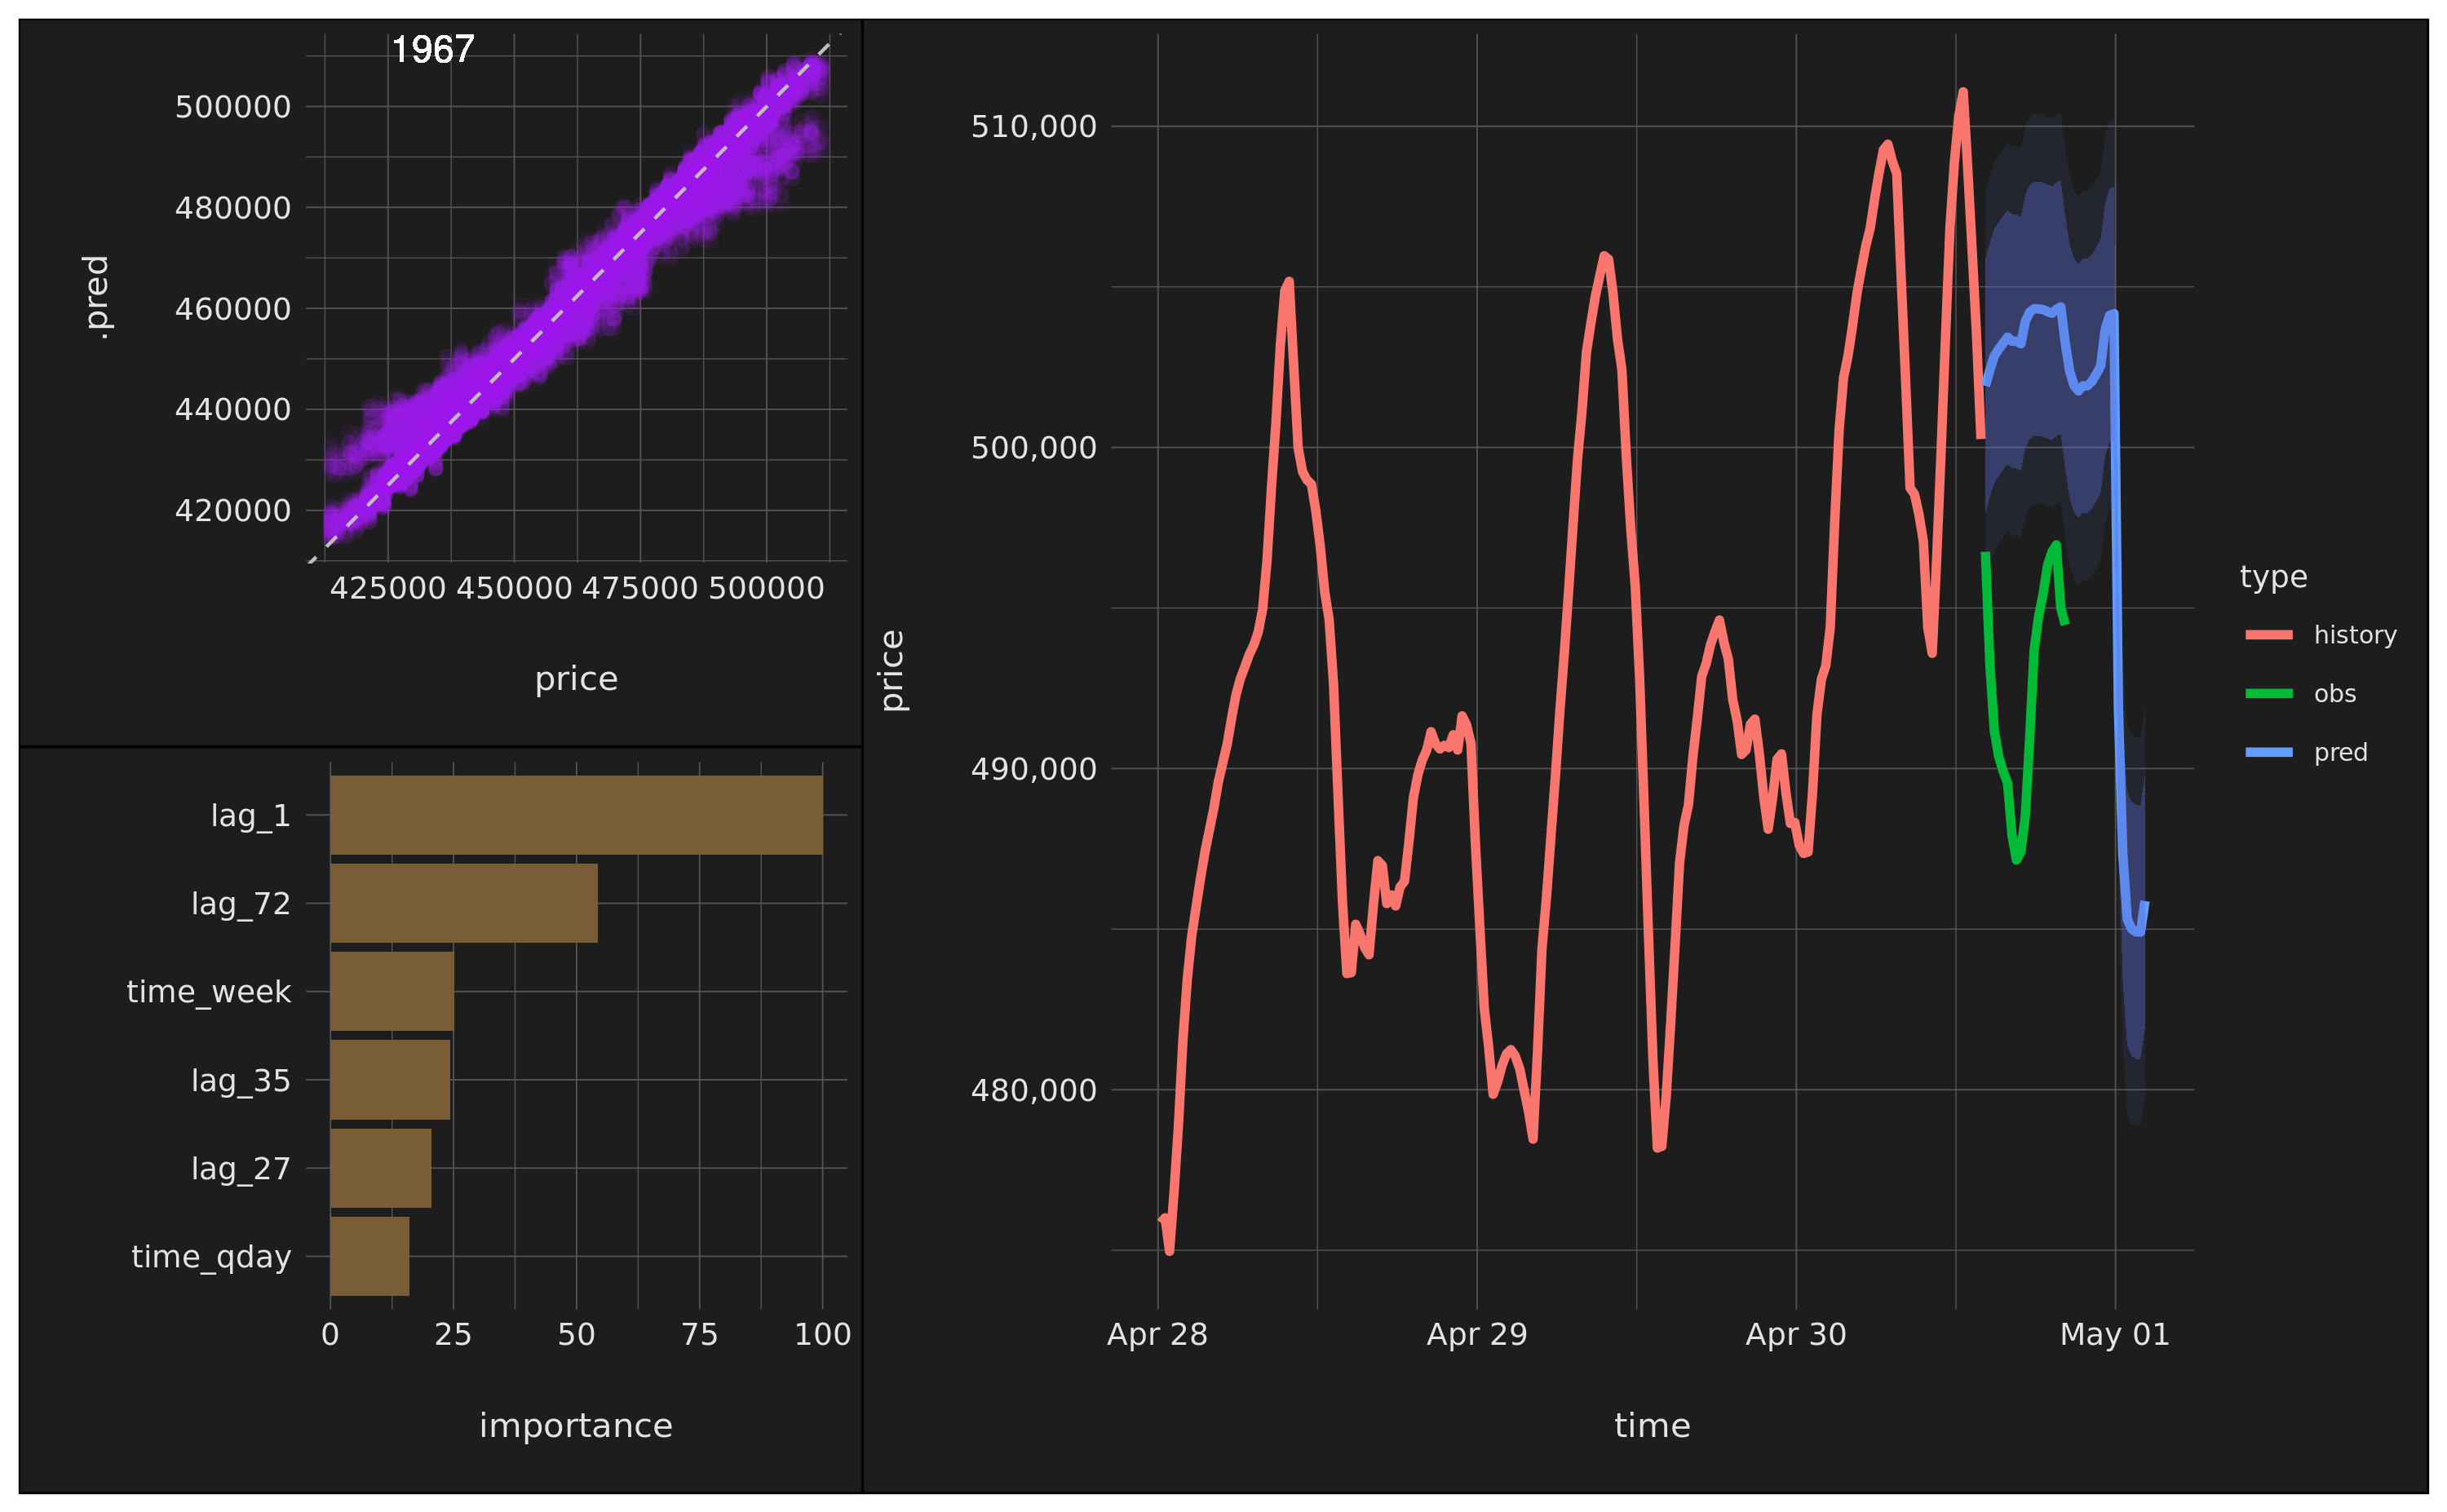 1967
.pred
500000
480000
460000
440000
420000
425000 450000 475000 500000
price
lag_1
lag_72
time_week
lag_35
lag_27
time_qday
0 25 50 75 100
importance
price
510,000
500,000
490,000
480,000
Apr 28 Apr 29 Apr 30 May 01
time
type
history
obs
pred